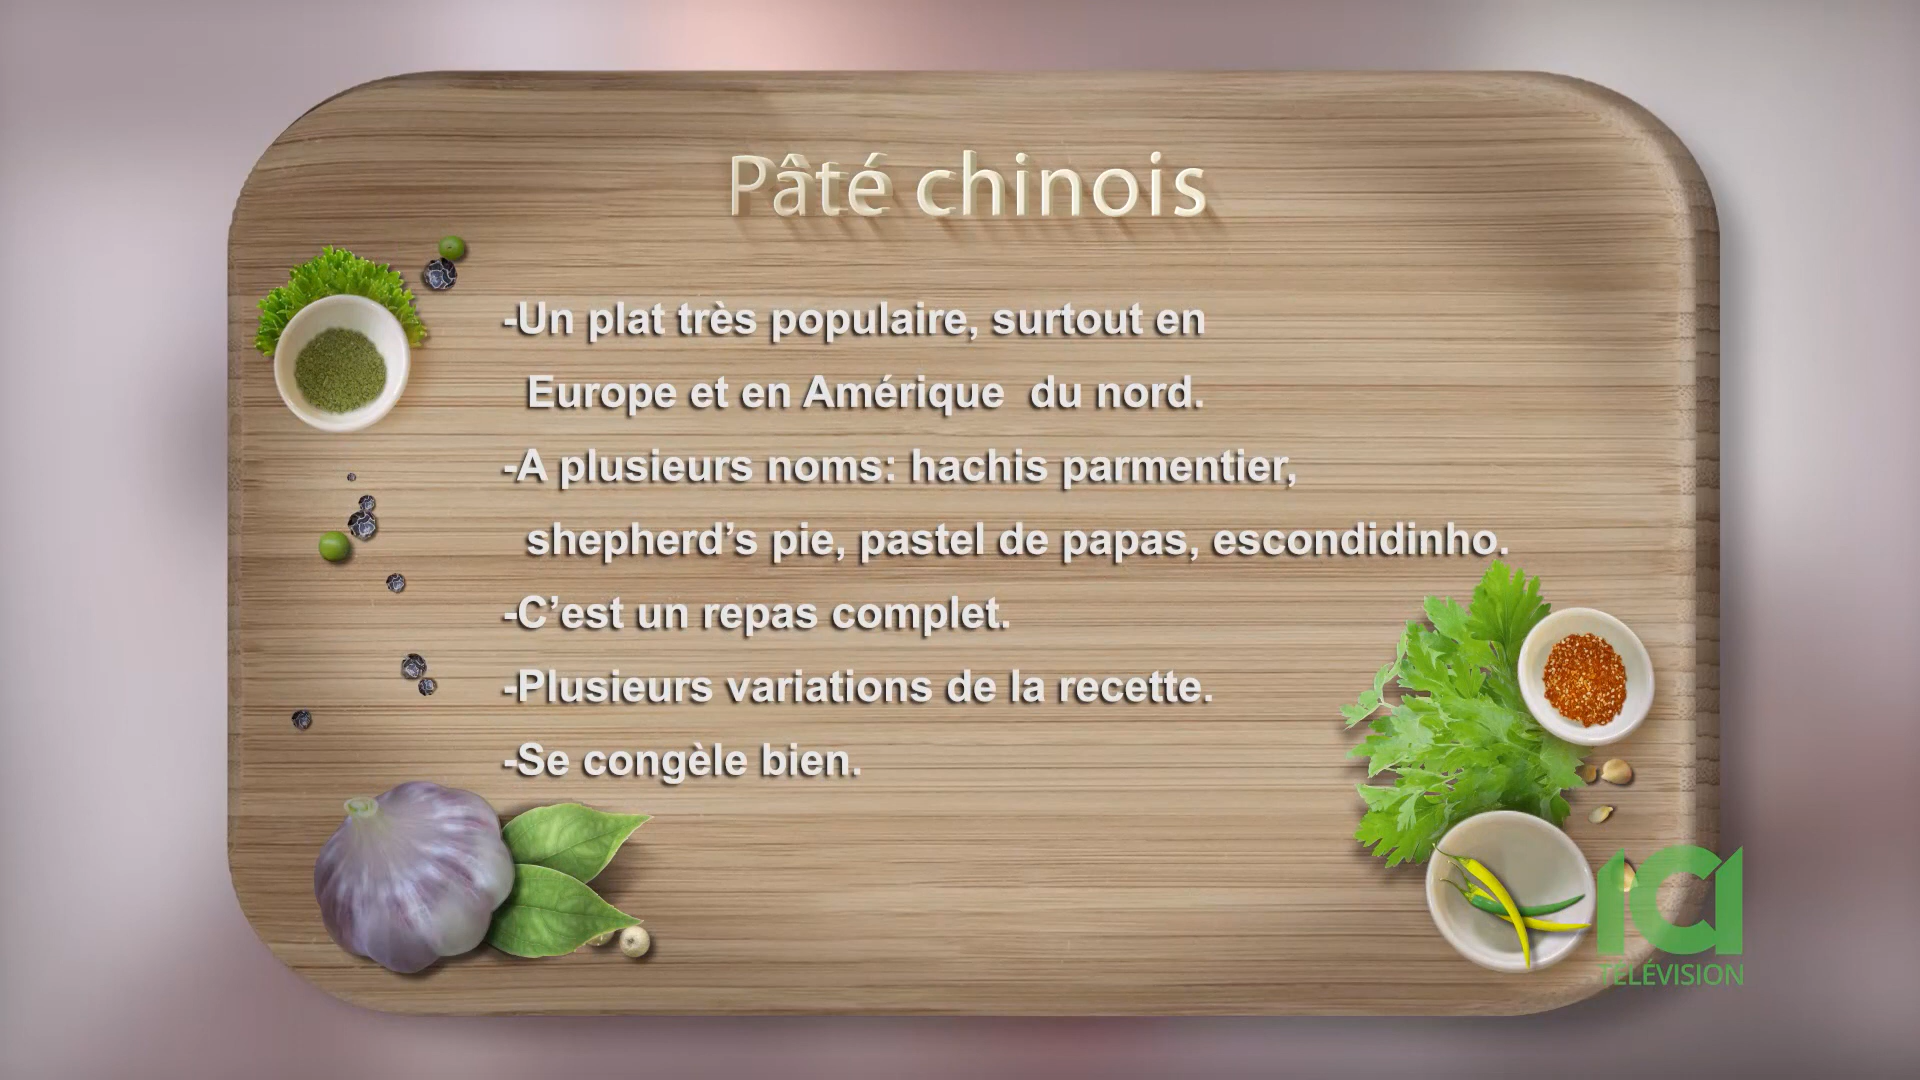 Pâté chinois
-Un plat très populaire, surtout en
Europe et en Amérique  du nord.
-A plusieurs noms: hachis parmentier,
shepherd’s pie, pastel de papas, escondidinho.
-C’est un repas complet.
-Plusieurs variations de la recette.
-Se congèle bien.
ICI
TÉLÉVISION